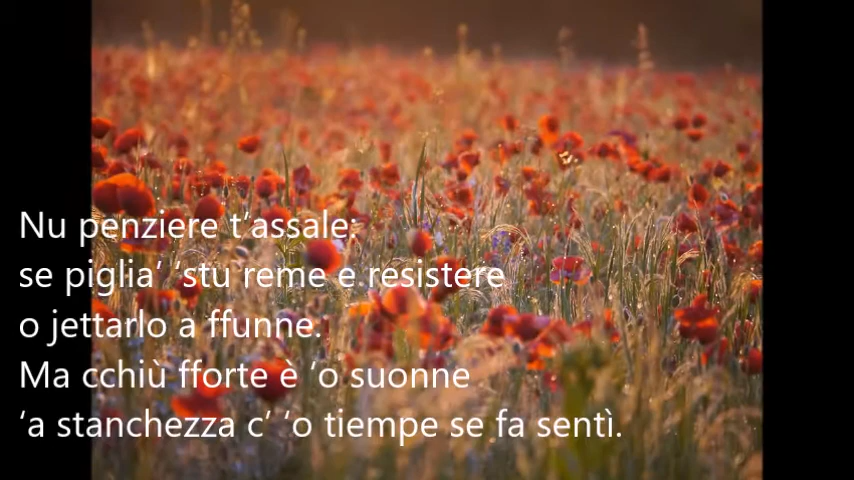 Nu penziere t’assale:
se piglia’ ‘stu reme e resistere
o jettarlo a ffunne.
Ma cchiù fforte è ‘o suonne
‘a stanchezza c’ ‘o tiempe se fa sentì.